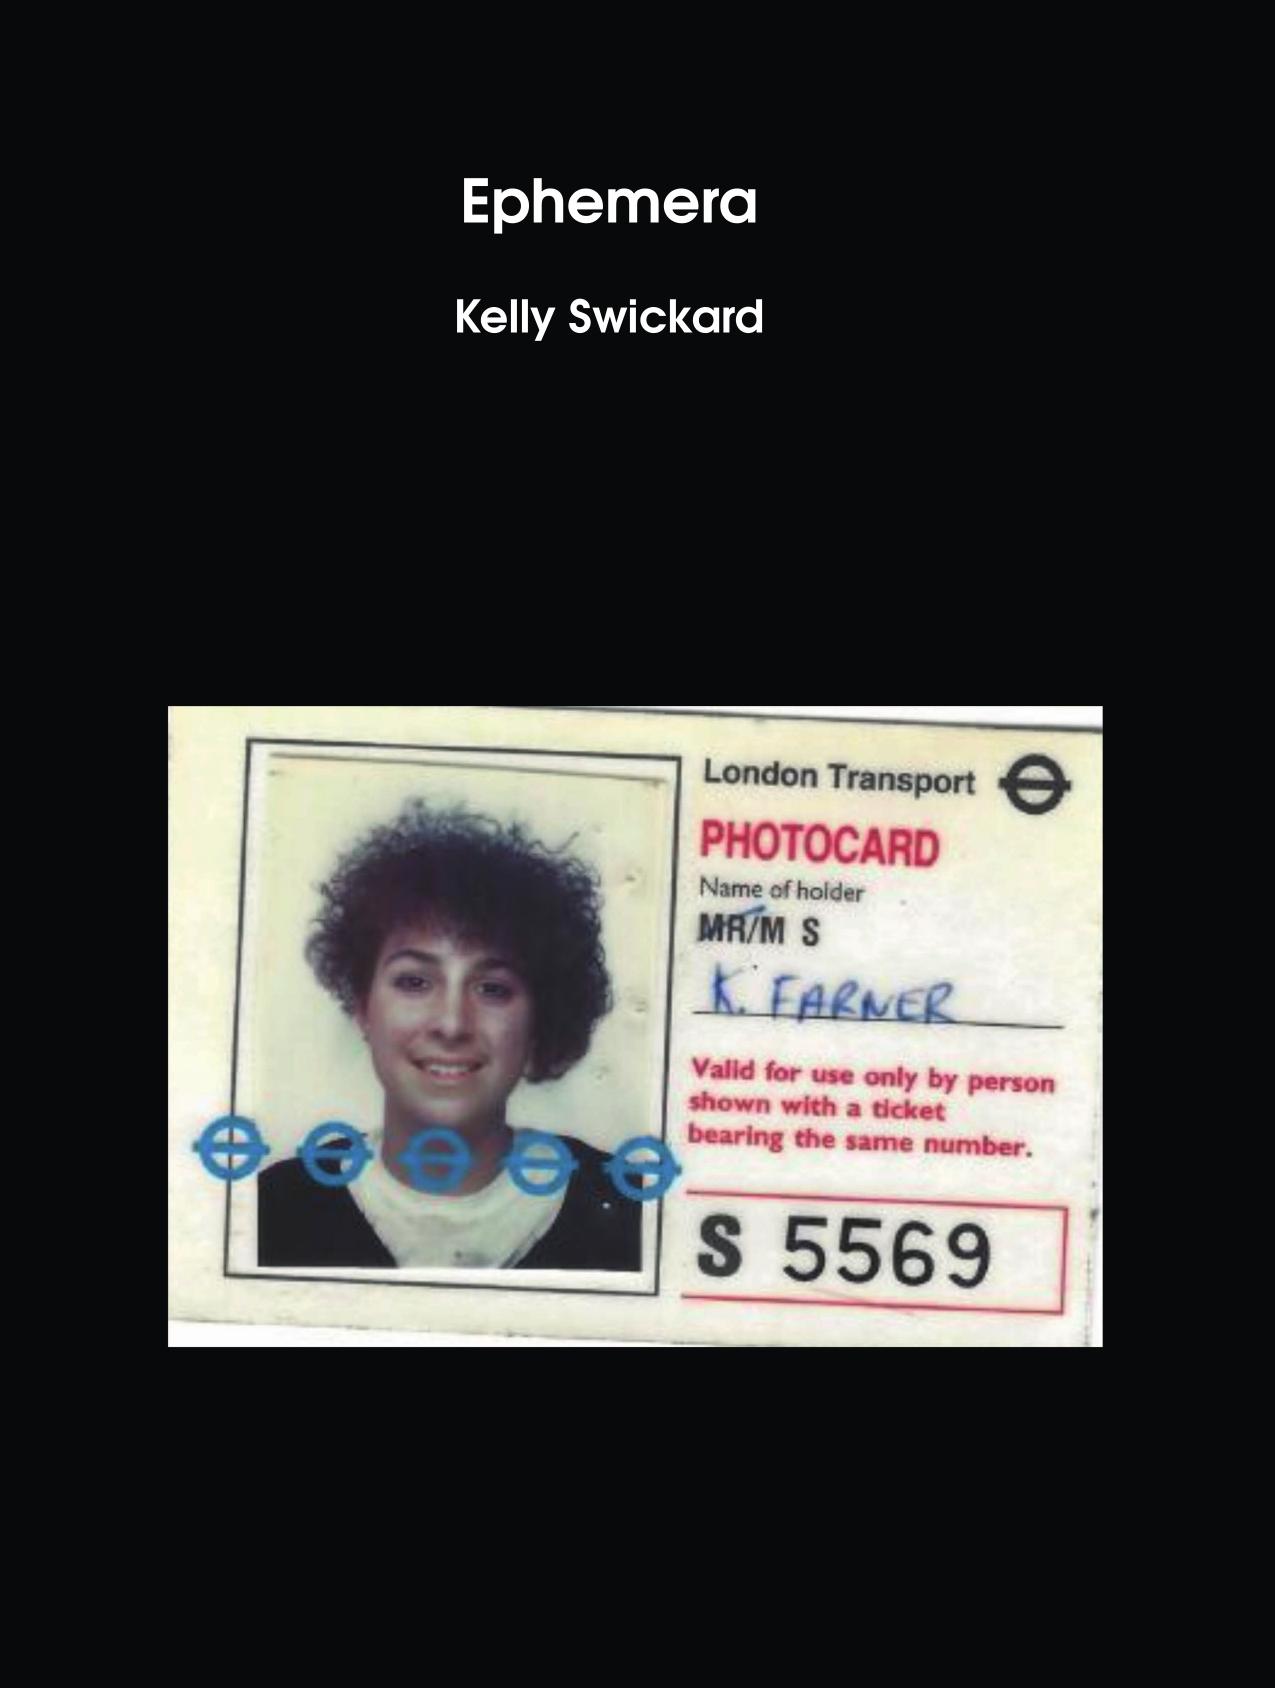 Ephemera
Kelly Swickard
London Transport
PHOTOCARD
Name of holder
MR/M S
K. FARNER
Valid for use only by person
shown with a ticket
bearing the same number.
S 5569